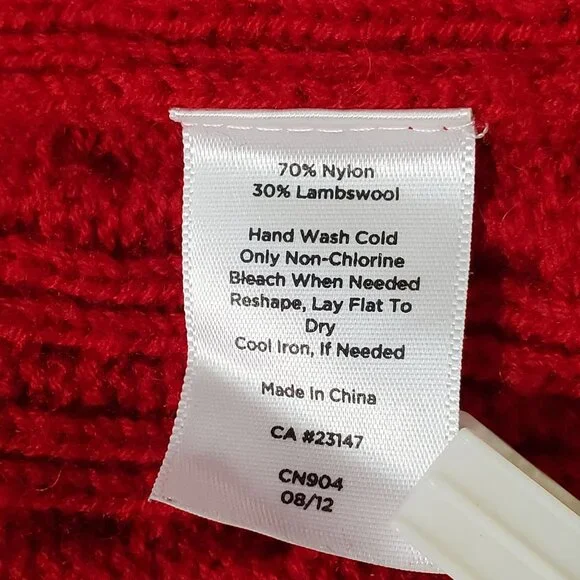 70% Nylon
30% Lambswool
Hand Wash Cold
Only Non-Chlorine
Bleach When Needed
Reshape, Lay Flat To
Dry
Cool Iron, If Needed
Made In China
CA #23147
CN904
08/12